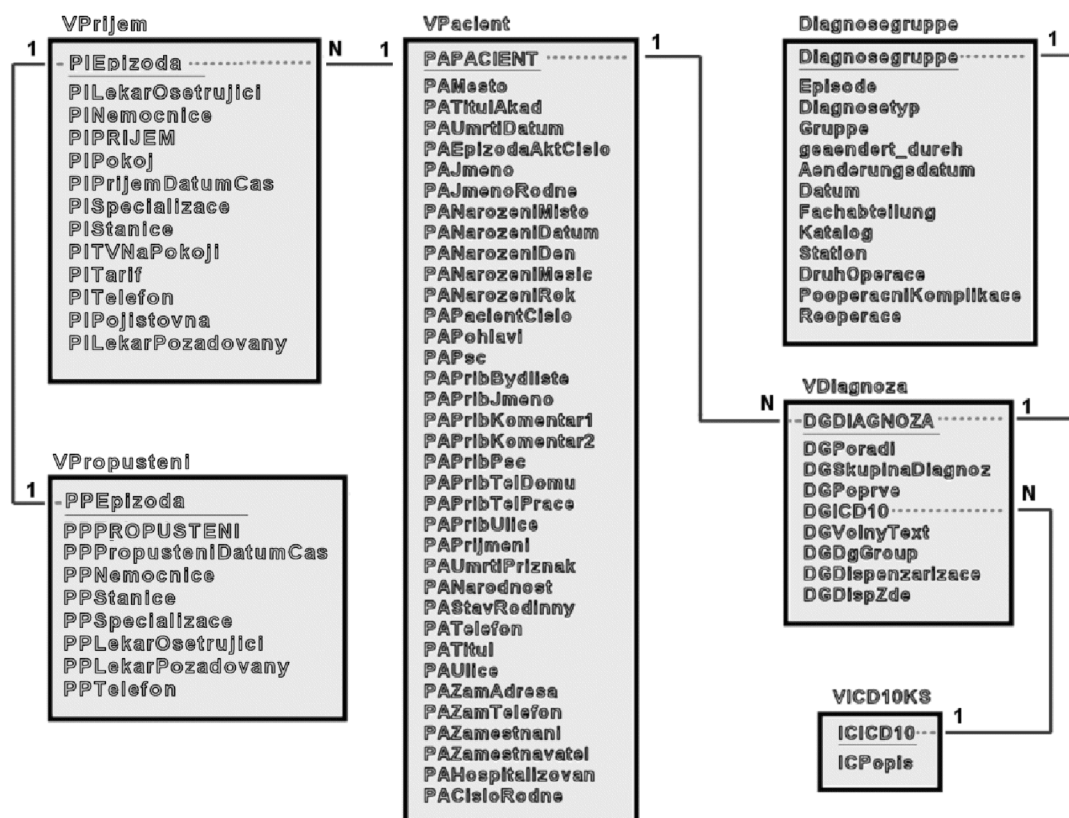 VPrijem
1
N
PIEpizoda
PILekarOsetrujici
PINemocnice
PIPRIJEM
PIPokoj
PIPrijemDatumCas
PISpecializace
PIStanice
PITVNaPokoji
PITarif
PITelefon
PIPojistovna
PILekarPozadovany
VPropusteni
1
PPEpizoda
PPPROPUSTENI
PPPropusteniDatumCas
PPNemocnice
PPStanice
PPSpecializace
PPLekarOsetrujici
PPLekarPozadovany
PPTelefon
VPacient
1
1
PAPACIENT
PAMesto
PATitulAkad
PAUmrtiDatum
PAEpizodaAktCislo
PAJmeno
PAJmenoRodne
PANarozeniMisto
PANarozeniDatum
PANarozeniDen
PANarozeniMesic
PANarozeniRok
PAPacientCislo
PAPohlavi
PAPsc
PAPribBydliste
PAPribJmeno
PAPribKomentar1
PAPribKomentar2
PAPribPsc
PAPribTelDomu
PAPribTelPrace
PAPribUlice
PAPrijmeni
PAUmrtiPriznak
PANarodnost
PAStavRodinny
PATelefon
PATitul
PAUlice
PAZamAdresa
PAZamTelefon
PAZamestnani
PAZamestnavatel
PAHospitalizovan
PACisloRodne
Diagnosegruppe
1
Diagnosegruppe
Episode
Diagnosetyp
Gruppe
geaendert_durch
Aenderungsdatum
Datum
Fachabteilung
Katalog
Station
DruhOperace
PooperacniKomplikace
Reoperace
VDiagnoza
N
1
DGDIAGNOZA
DGPoradi
DGSkupinaDiagnoz
DGPoprve
N
DGICD10
DGVolnyText
DGDgGroup
DGDispenzarizace
DGDispZde
VICD10KS
1
ICICD10
ICPopis